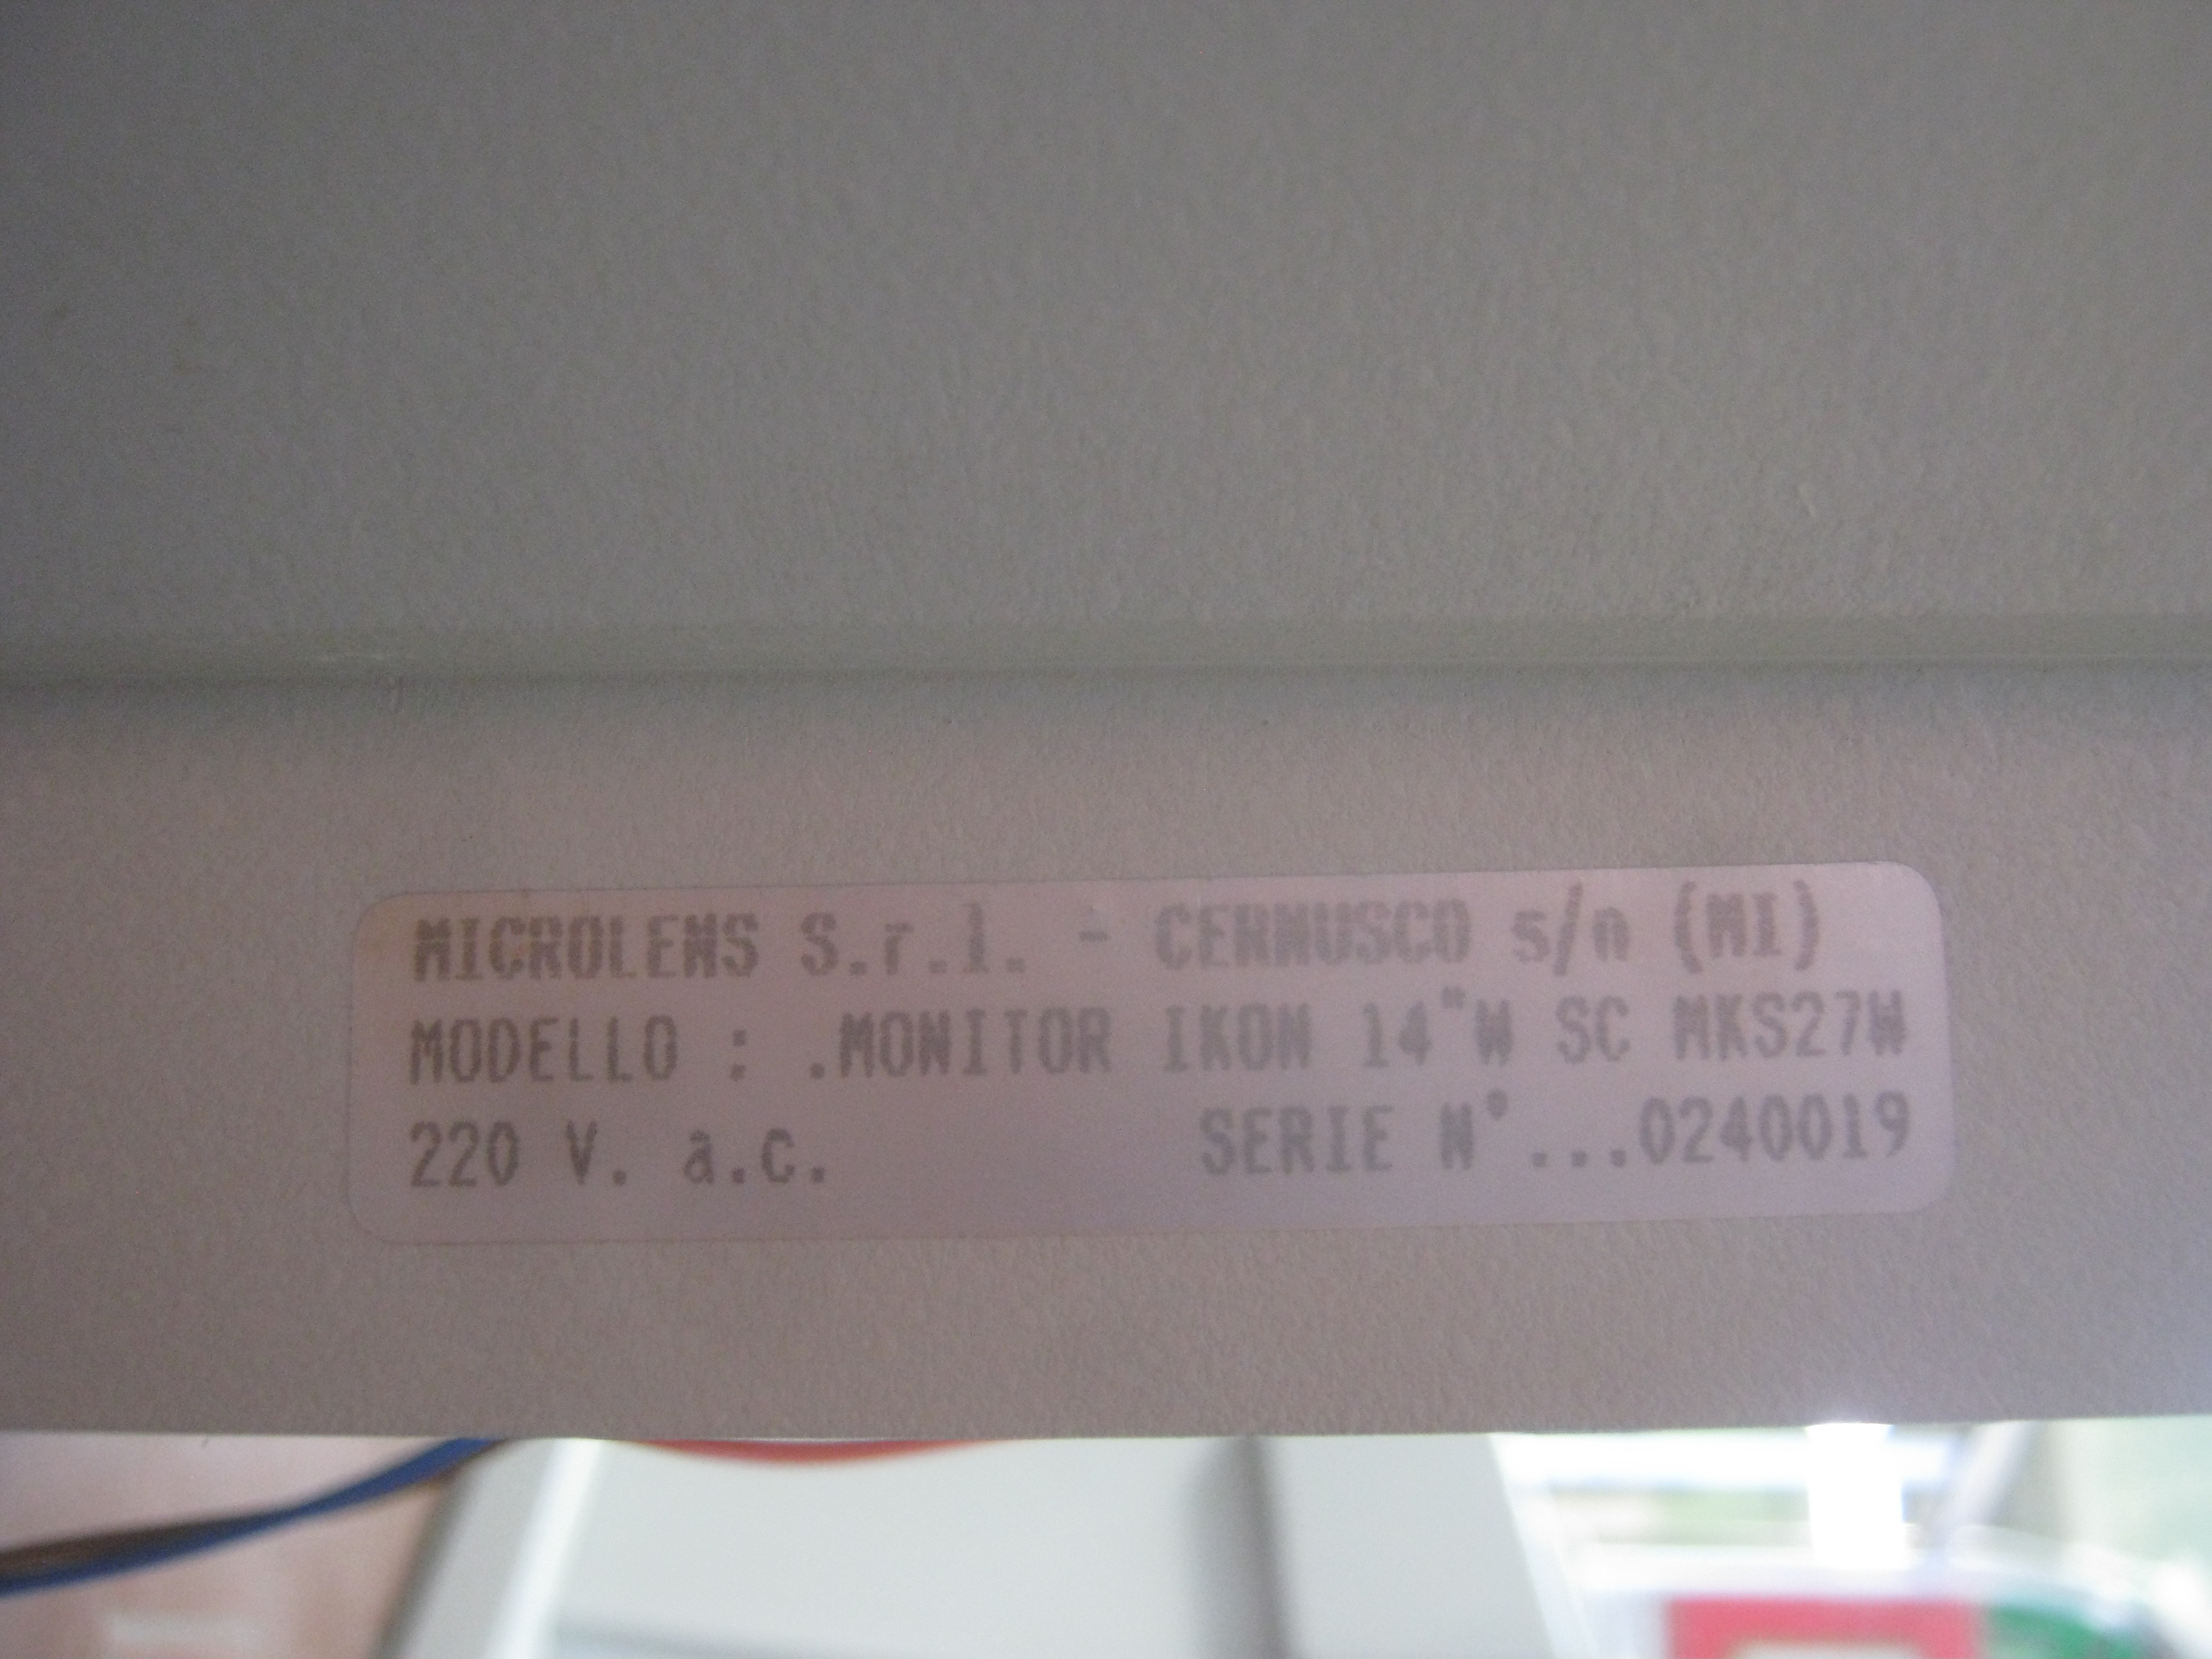 MICROLENS S.r.l. - CERNUSCO s/n (MI)
MODELLO : .MONITOR IKON 14"W SC MKS27W
220 V. a.c. SERIE N°...0240019